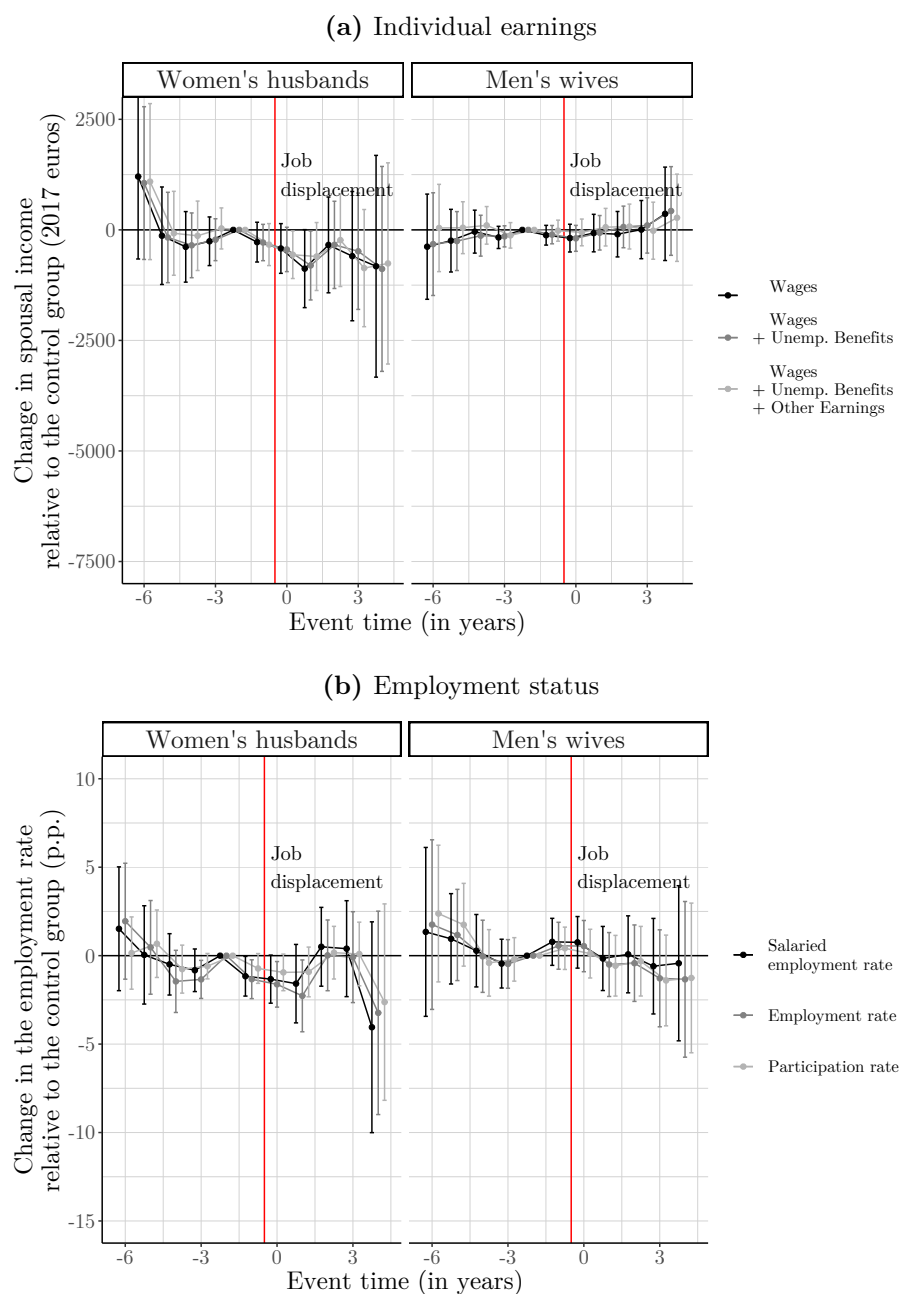 (a) Individual earnings
Women's husbands
Men's wives
Change in spousal income
relative to the control group (2017 euros)
2500
0
-2500
-5000
-7500
Job
displacement
Job
displacement
-6
-3
0
3
-6
-3
0
3
Event time (in years)
Wages
Wages
+ Unemp. Benefits
Wages
+ Unemp. Benefits
+ Other Earnings
(b) Employment status
Women's husbands
Men's wives
Change in the employment rate
relative to the control group (p.p.)
10
5
0
-5
-10
-15
Job
displacement
Job
displacement
-6
-3
0
3
-6
-3
0
3
Event time (in years)
Salaried
employment rate
Employment rate
Participation rate